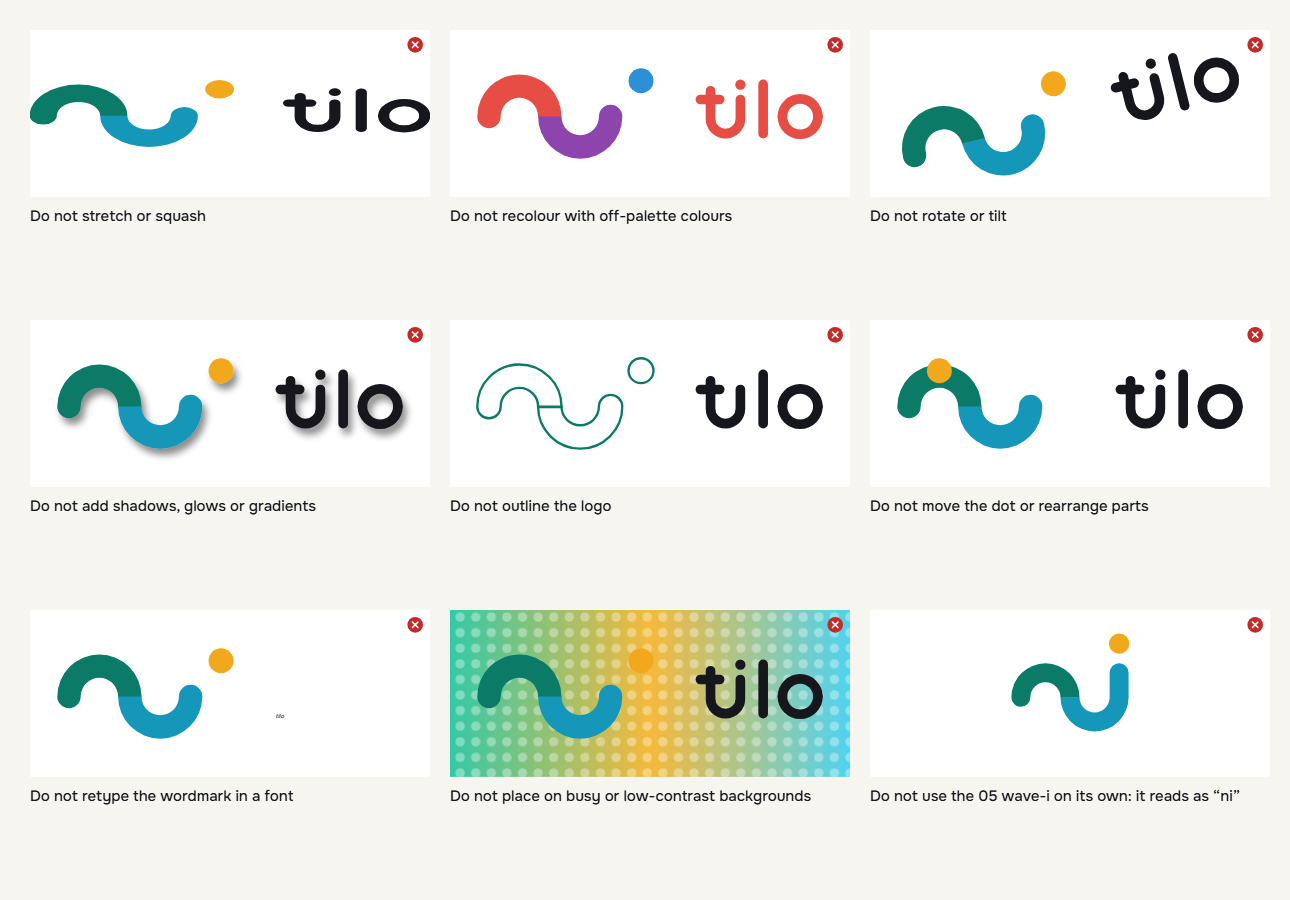 tilo
tilo
tilo
Do not stretch or squash
Do not recolour with off-palette colours
Do not rotate or tilt
tilo
tulo
tilo
Do not add shadows, glows or gradients
Do not outline the logo
Do not move the dot or rearrange parts
tilo
tilo
Do not retype the wordmark in a font
Do not place on busy or low-contrast backgrounds
Do not use the 05 wave-i on its own: it reads as “ni”